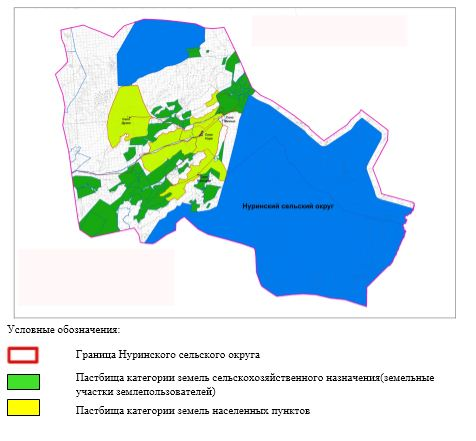 Нуринский сельский округ
Условные обозначения:
Граница Нуринского сельского округа
Пастбища категории земель сельскохозяйственного назначения(земельные
участки землепользователей)
Пастбища категории земель населенных пунктов